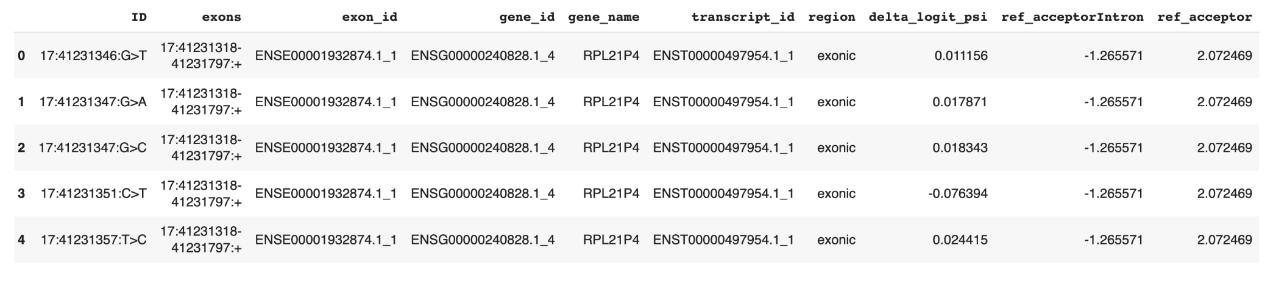 ID exons exon_id gene_id gene_name transcript_id region delta_logit_psi ref_acceptorIntron ref_acceptor
0 17:41231346:G>T 17:41231318-41231797:+ ENSE00001932874.1_1 ENSG00000240828.1_4 RPL21P4 ENST00000497954.1_1 exonic 0.011156 -1.265571 2.072469
1 17:41231347:G>A 17:41231318-41231797:+ ENSE00001932874.1_1 ENSG00000240828.1_4 RPL21P4 ENST00000497954.1_1 exonic 0.017871 -1.265571 2.072469
2 17:41231347:G>C 17:41231318-41231797:+ ENSE00001932874.1_1 ENSG00000240828.1_4 RPL21P4 ENST00000497954.1_1 exonic 0.018343 -1.265571 2.072469
3 17:41231351:C>T 17:41231318-41231797:+ ENSE00001932874.1_1 ENSG00000240828.1_4 RPL21P4 ENST00000497954.1_1 exonic -0.076394 -1.265571 2.072469
4 17:41231357:T>C 17:41231318-41231797:+ ENSE00001932874.1_1 ENSG00000240828.1_4 RPL21P4 ENST00000497954.1_1 exonic 0.024415 -1.265571 2.072469